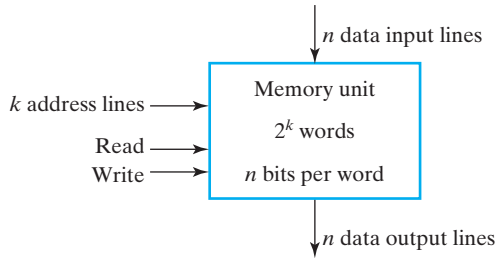 n data input lines
Memory unit
k address lines
2^k words
Read
Write
n bits per word
n data output lines